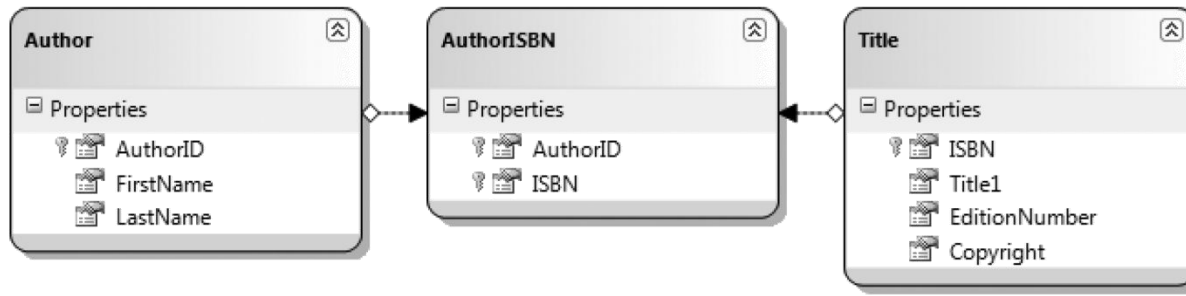 Author
Properties
AuthorID
FirstName
LastName
AuthorISBN
Properties
AuthorID
ISBN
Title
Properties
ISBN
Title1
EditionNumber
Copyright